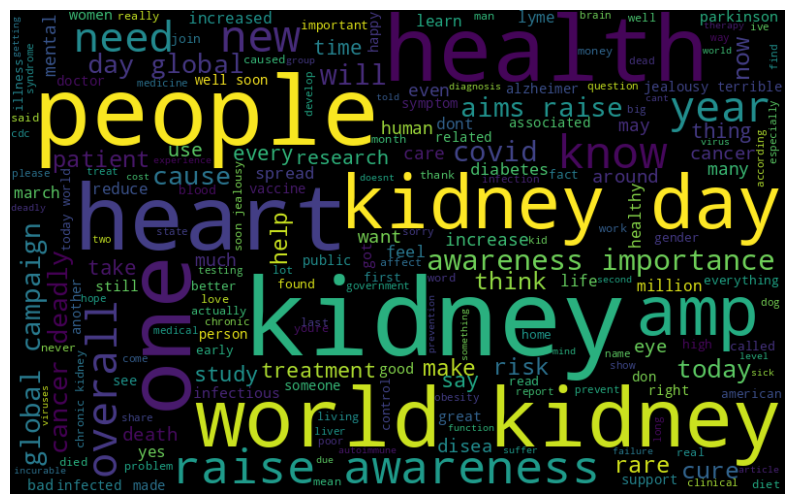 women really increased important learn man lyme brain well parkinson therapy getting
need new health
mental join happy ive way
illness syndrome day global time will now money world find
doctor caused group dead
said medicine well soon develop told even diagnosis question jealousy terrible
people symptom alzheimer big cant year
cdc use human aims raise dont associated may thing virus especially
month related
patient every research care covid know cancer according
please treat experience doesnt thank infection fact around many
march reduce cause spread diabetes
cost blood vaccine
today world two state soon jealousy heart help want got sorry kidney day
deadly much public feel increase kid work gender healthy
global campaign take still testing lot affect first word awareness importance
better found government think life second million everything
hope love last prevention something home eye dog
another actually chronic youre
cancer deadly overall one kidney amp
never medical person early mind name high called level
come see treatment make risk don show today sick
chronic kidney study someone good say read prevent right american
viruses share infectious control report
death living obesity great function long
yes liver world kidney
died problem poor disea rare cure
incurable due autoimmune suffer failure real particle
bad infected made mean raise awareness support clinical diet